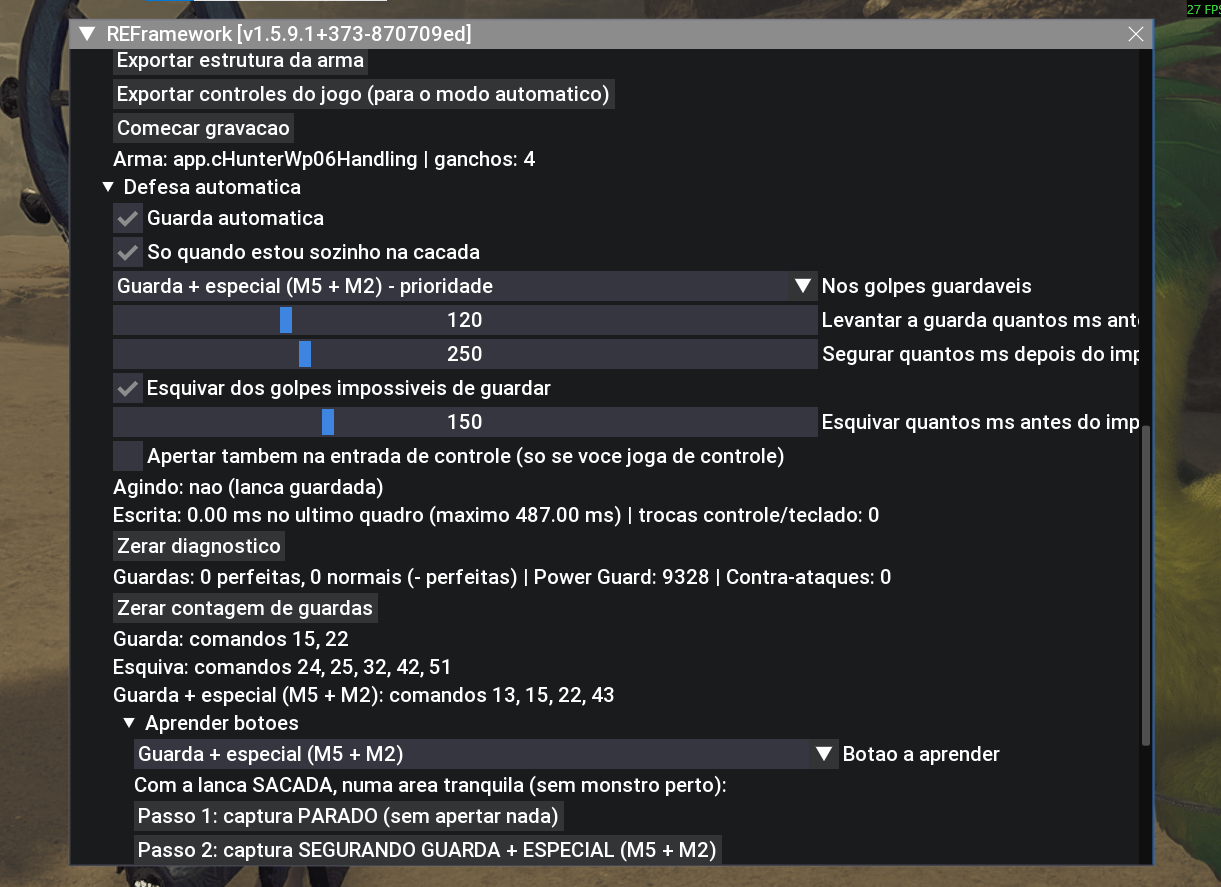 27 FPS
REFramework [v1.5.9.1+373-870709ed]
Exportar estrutura da arma
Exportar controles do jogo (para o modo automatico)
Comecar gravacao
Arma: app.cHunterWp06Handling | ganchos: 4
Defesa automatica
Guarda automatica
So quando estou sozinho na cacada
Guarda + especial (M5 + M2) - prioridade Nos golpes guardaveis
120 Levantar a guarda quantos ms ant
250 Segurar quantos ms depois do imp
Esquivar dos golpes impossiveis de guardar
150 Esquivar quantos ms antes do imp
Apertar tambem na entrada de controle (so se voce joga de controle)
Agindo: nao (lanca guardada)
Escrita: 0.00 ms no ultimo quadro (maximo 487.00 ms) | trocas controle/teclado: 0
Zerar diagnostico
Guardas: 0 perfeitas, 0 normais (- perfeitas) | Power Guard: 9328 | Contra-ataques: 0
Zerar contagem de guardas
Guarda: comandos 15, 22
Esquiva: comandos 24, 25, 32, 42, 51
Guarda + especial (M5 + M2): comandos 13, 15, 22, 43
Aprender botoes
Guarda + especial (M5 + M2) Botao a aprender
Com a lanca SACADA, numa area tranquila (sem monstro perto):
Passo 1: captura PARADO (sem apertar nada)
Passo 2: captura SEGURANDO GUARDA + ESPECIAL (M5 + M2)